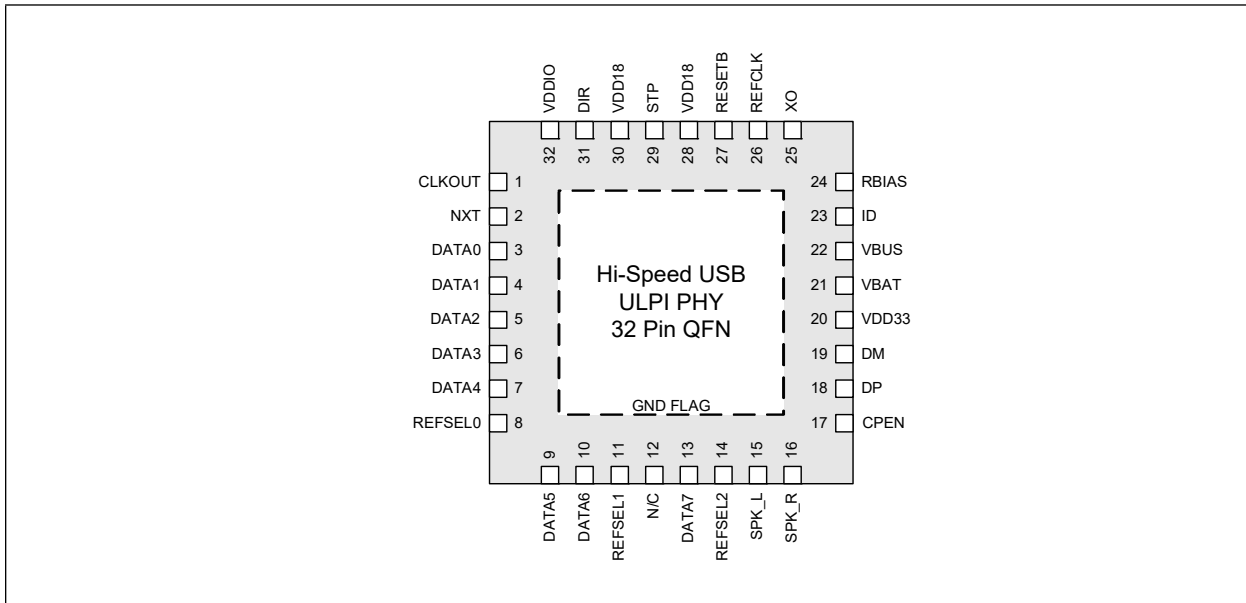 VDDIO
DIR
VDD18
STP
VDD18
RESETB
REFCLK
XO
32
31
30
29
28
27
26
25
CLKOUT 1
NXT 2
DATA0 3
DATA1 4
DATA2 5
DATA3 6
DATA4 7
REFSEL0 8
24 RBIAS
23 ID
22 VBUS
21 VBAT
20 VDD33
19 DM
18 DP
17 CPEN
Hi-Speed USB
ULPI PHY
32 Pin QFN
GND FLAG
9
10
11
12
13
14
15
16
DATA5
DATA6
REFSEL1
N/C
DATA7
REFSEL2
SPK_L
SPK_R